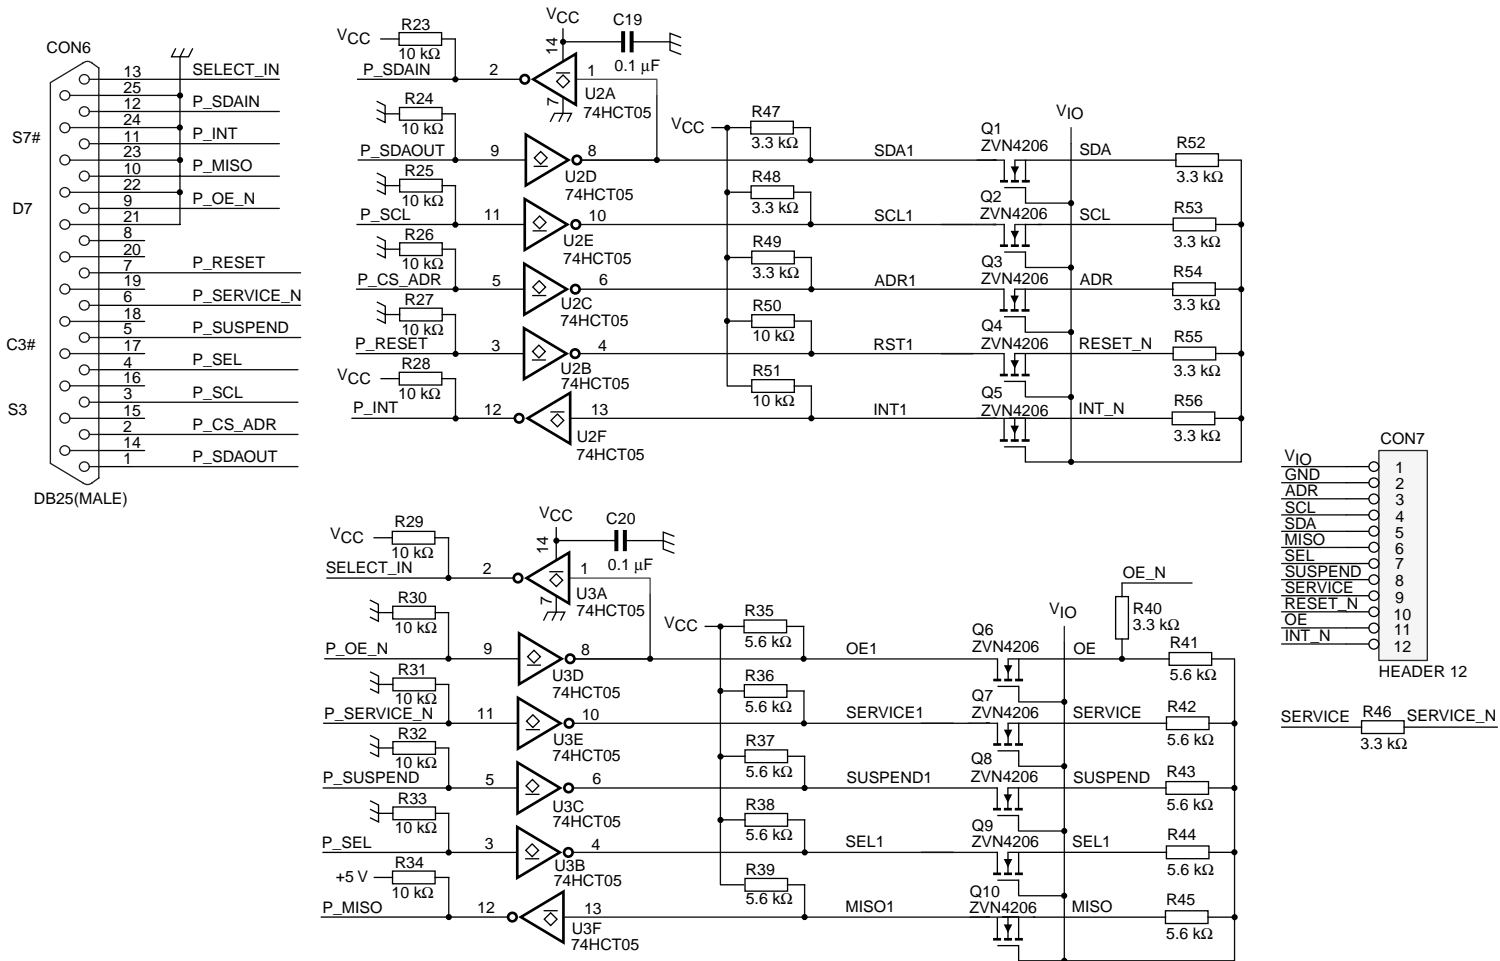 CON6
13 SELECT_IN
25
12 P_SDAIN
24
S7# 11 P_INT
23
10 P_MISO
22
D7 9 P_OE_N
21
8
20
7 P_RESET
19
6 P_SERVICE_N
18
5 P_SUSPEND
C3# 17
4 P_SEL
16
3 P_SCL
S3 15
2 P_CS_ADR
14
1 P_SDAOUT
DB25(MALE)
VCC R23 10 kΩ
VCC C19 0.1 µF
P_SDAIN 2 14 1 7 U2A 74HCT05
R24 10 kΩ
P_SDAOUT 9 8 U2D 74HCT05
R25 10 kΩ
P_SCL 11 10 U2E 74HCT05
R26 10 kΩ
P_CS_ADR 5 6 U2C 74HCT05
R27 10 kΩ
P_RESET 3 4 U2B 74HCT05
VCC R28 10 kΩ
P_INT 12 13 U2F 74HCT05
VCC R47 3.3 kΩ
R48 3.3 kΩ
R49 3.3 kΩ
R50 10 kΩ
R51 10 kΩ
VIO
SDA1 Q1 ZVN4206 SDA R52 3.3 kΩ
SCL1 Q2 ZVN4206 SCL R53 3.3 kΩ
ADR1 Q3 ZVN4206 ADR R54 3.3 kΩ
RST1 Q4 ZVN4206 RESET_N R55 3.3 kΩ
INT1 Q5 ZVN4206 INT_N R56 3.3 kΩ
VCC R29 10 kΩ
VCC C20 0.1 µF
SELECT_IN 2 14 1 7 U3A 74HCT05
R30 10 kΩ
P_OE_N 9 8 U3D 74HCT05
R31 10 kΩ
P_SERVICE_N 11 10 U3E 74HCT05
R32 10 kΩ
P_SUSPEND 5 6 U3C 74HCT05
R33 10 kΩ
P_SEL 3 4 U3B 74HCT05
+5 V R34 10 kΩ
P_MISO 12 13 U3F 74HCT05
VCC R35 5.6 kΩ
R36 5.6 kΩ
R37 5.6 kΩ
R38 5.6 kΩ
R39 5.6 kΩ
VIO
OE_N
R40 3.3 kΩ
OE1 Q6 ZVN4206 OE R41 5.6 kΩ
SERVICE1 Q7 ZVN4206 SERVICE R42 5.6 kΩ
SUSPEND1 Q8 ZVN4206 SUSPEND R43 5.6 kΩ
SEL1 Q9 ZVN4206 SEL1 R44 5.6 kΩ
MISO1 Q10 ZVN4206 MISO R45 5.6 kΩ
CON7
VIO 1
GND 2
ADR 3
SCL 4
SDA 5
MISO 6
SEL 7
SUSPEND 8
SERVICE 9
RESET_N 10
OE 11
INT_N 12
HEADER 12
SERVICE R46 SERVICE_N
3.3 kΩ